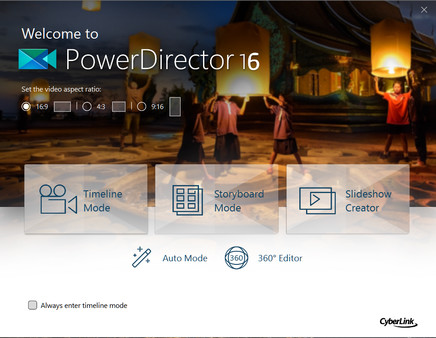 Welcome to
PowerDirector 16
Set the video aspect ratio:
16:9 4:3 9:16
Timeline
Mode
Storyboard
Mode
Slideshow
Creator
Auto Mode
360
360° Editor
Always enter timeline mode
CyberLink